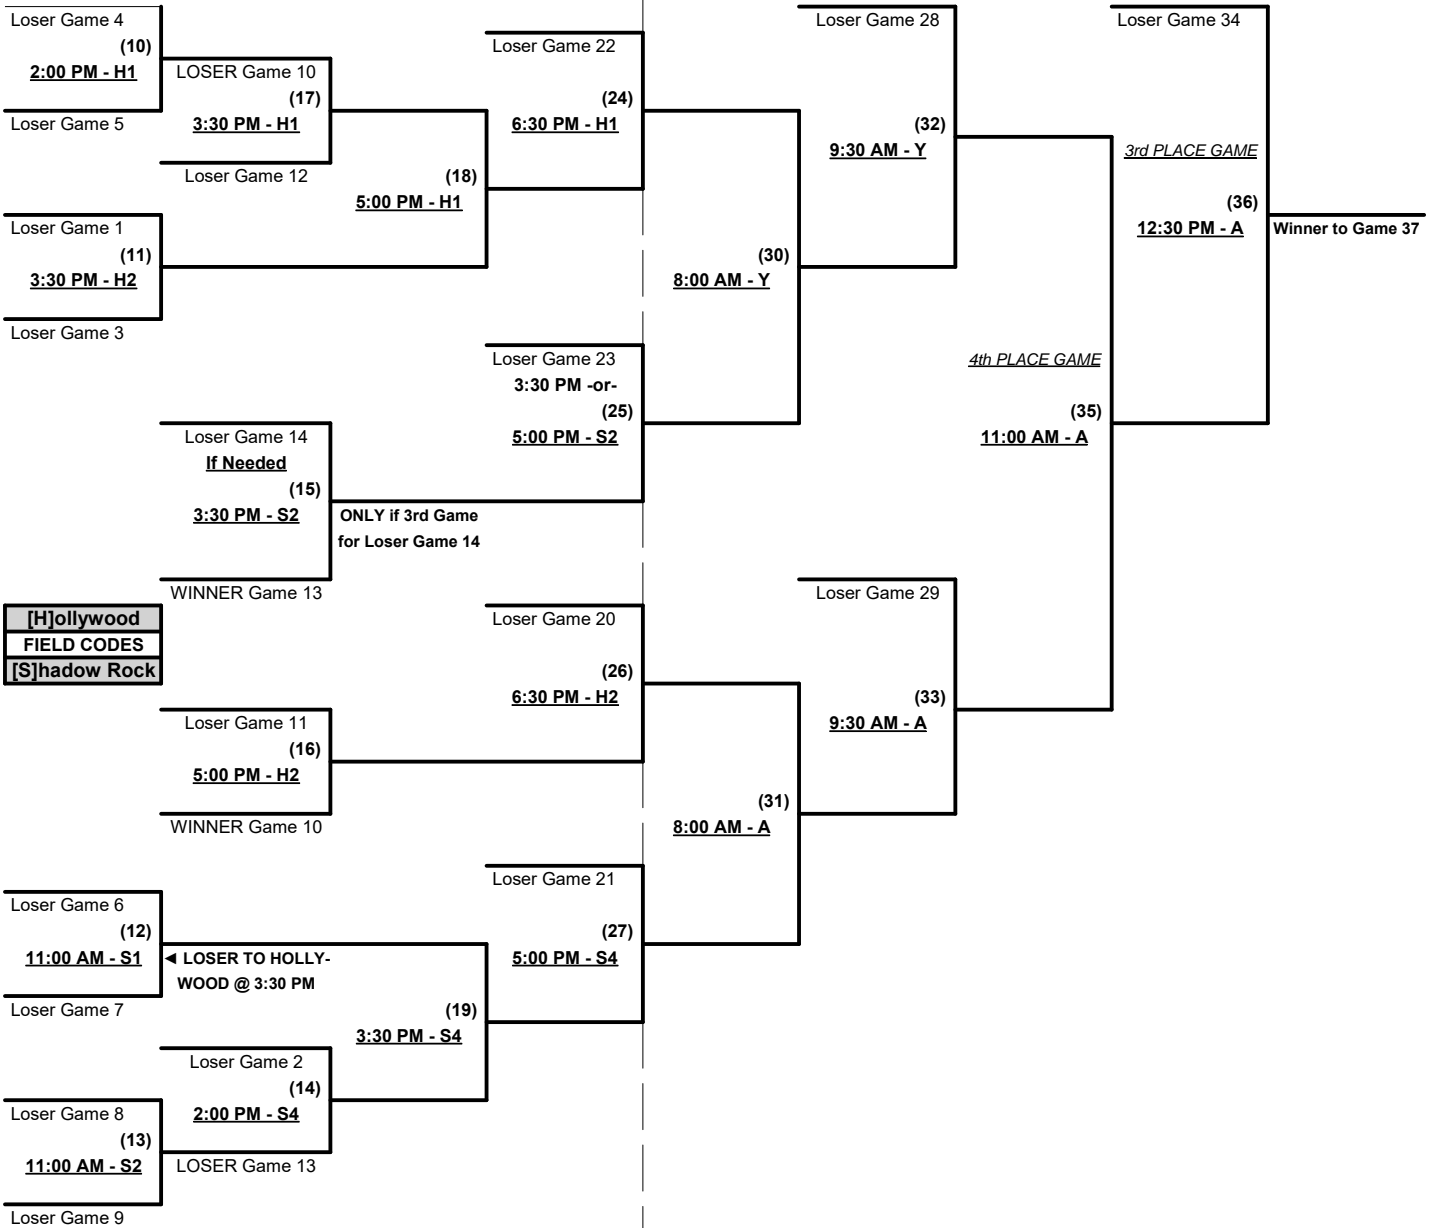 Loser Game 4
(10)
2:00 PM - H1
Loser Game 5
LOSER Game 10
(17)
3:30 PM - H1
Loser Game 12
Loser Game 1
(11)
3:30 PM - H2
Loser Game 3
(18)
5:00 PM - H1
Loser Game 22
(24)
6:30 PM - H1
Loser Game 28
(32)
9:30 AM - Y
(30)
8:00 AM - Y
Loser Game 34
3rd PLACE GAME
(36)
12:30 PM - A
Winner to Game 37
Loser Game 23
3:30 PM -or-
(25)
5:00 PM - S2
4th PLACE GAME
(35)
11:00 AM - A
Loser Game 14
If Needed
(15)
3:30 PM - S2
ONLY if 3rd Game
for Loser Game 14
WINNER Game 13
[H]ollywood
FIELD CODES
[S]hadow Rock
Loser Game 20
(26)
6:30 PM - H2
Loser Game 29
(33)
9:30 AM - A
Loser Game 11
(16)
5:00 PM - H2
WINNER Game 10
(31)
8:00 AM - A
Loser Game 21
(27)
5:00 PM - S4
Loser Game 6
(12)
11:00 AM - S1
Loser Game 7
◄ LOSER TO HOLLY-
WOOD @ 3:30 PM
(19)
3:30 PM - S4
Loser Game 2
(14)
2:00 PM - S4
LOSER Game 13
Loser Game 8
(13)
11:00 AM - S2
Loser Game 9